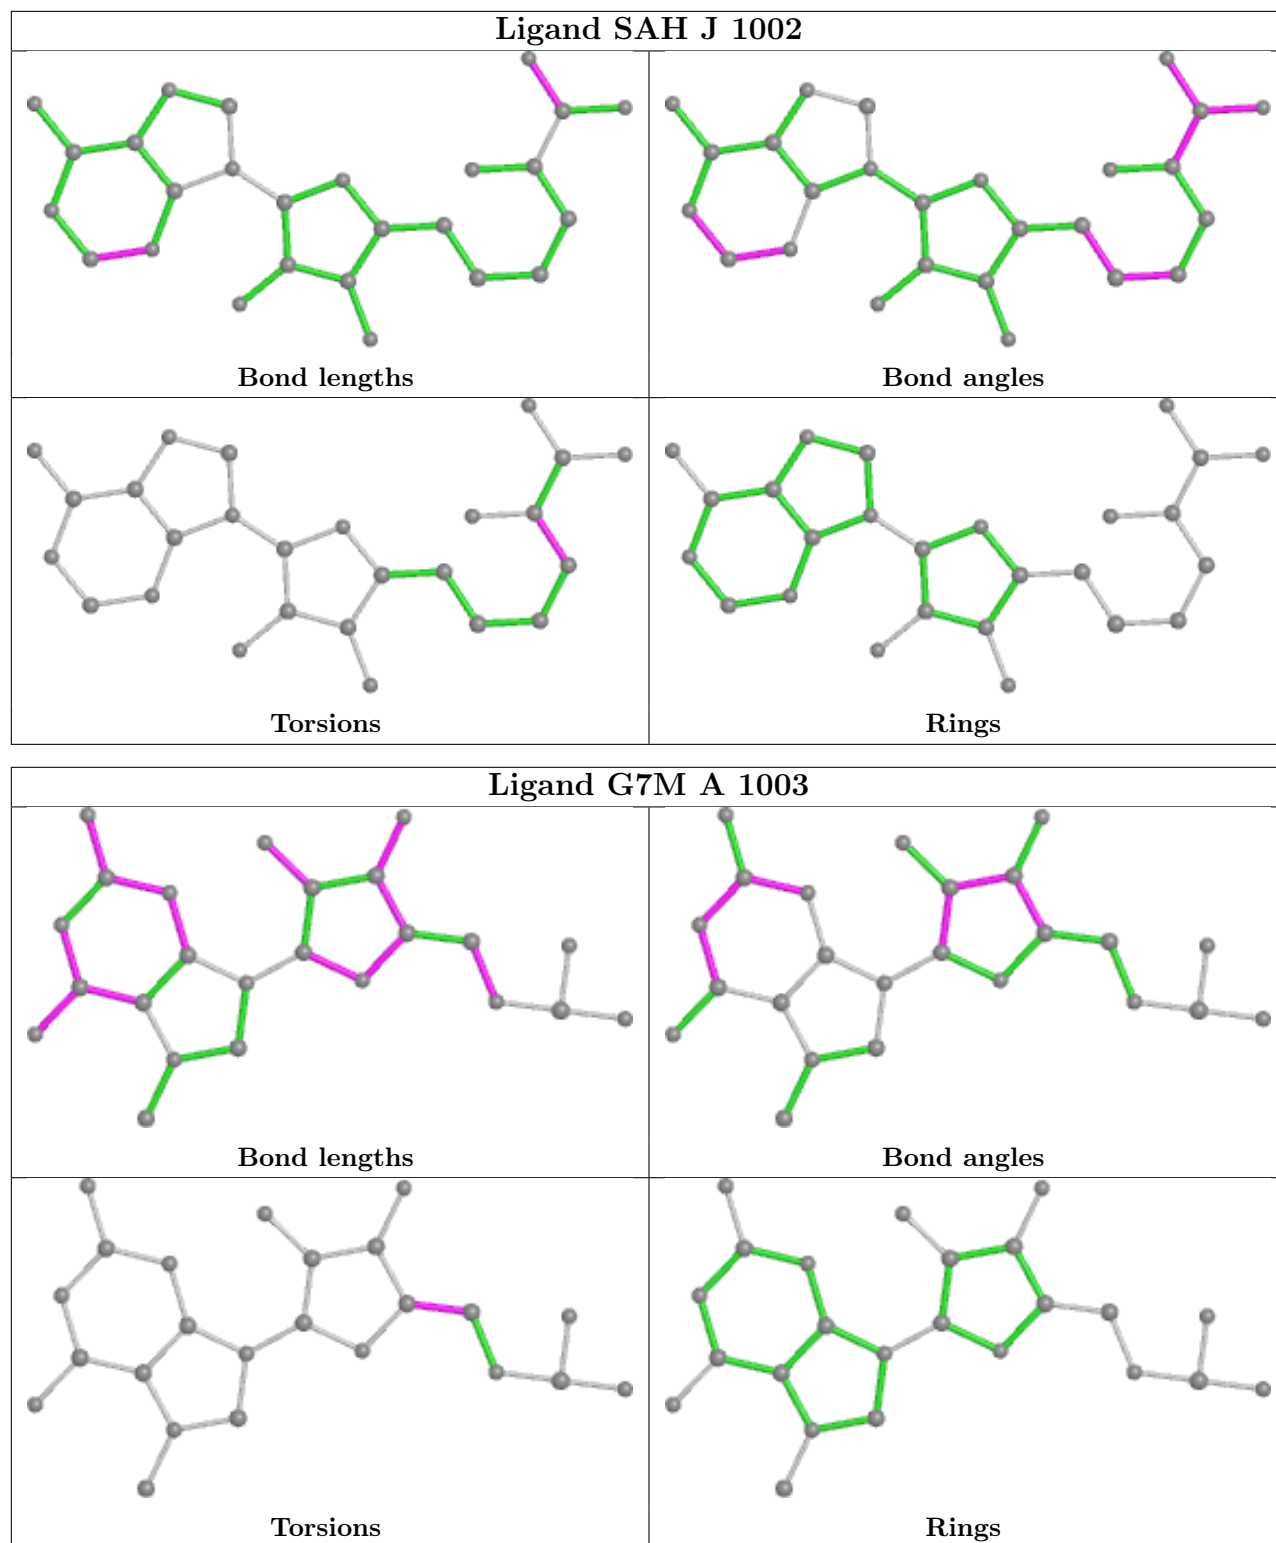 Ligand SAH J 1002
Bond lengths
Bond angles
Torsions
Rings
Ligand G7M A 1003
Bond lengths
Bond angles
Torsions
Rings